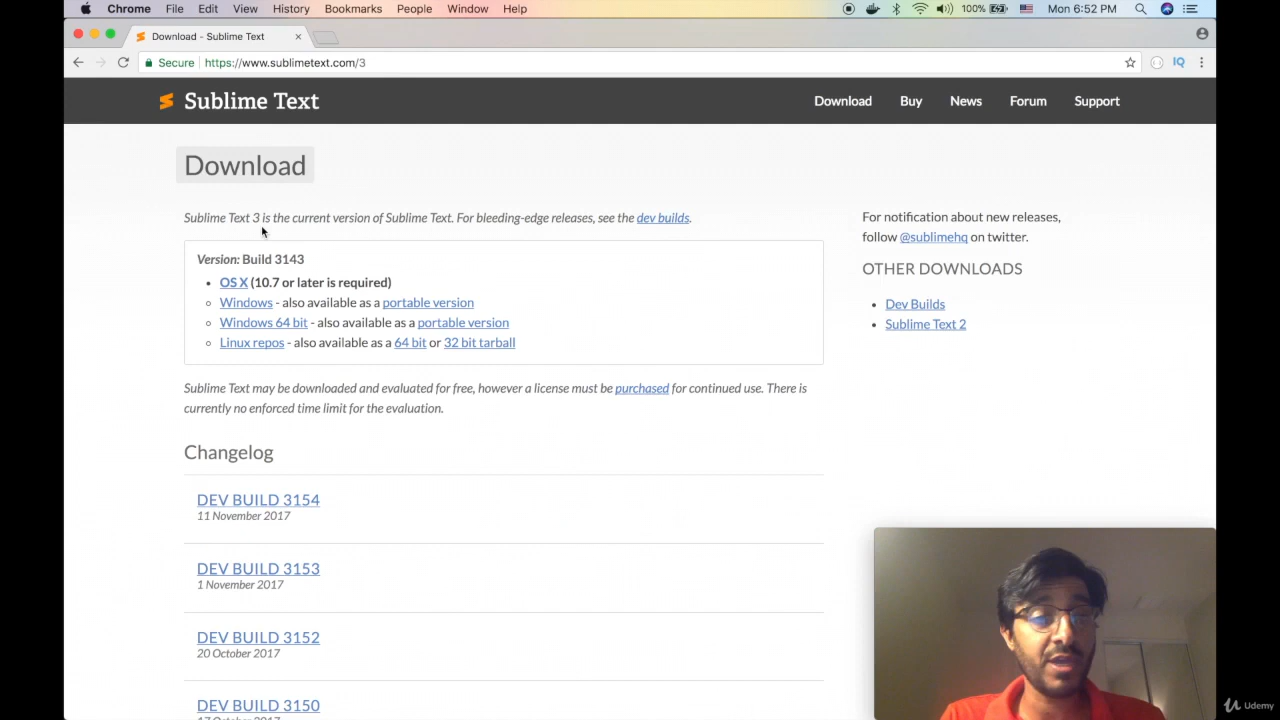 Chrome File Edit View History Bookmarks People Window Help 100% Mon 6:52 PM
Download - Sublime Text
Secure https://www.sublimetext.com/3 IQ
Sublime Text Download Buy News Forum Support
Download
Sublime Text 3 is the current version of Sublime Text. For bleeding-edge releases, see the dev builds.
Version: Build 3143
OS X (10.7 or later is required)
Windows - also available as a portable version
Windows 64 bit - also available as a portable version
Linux repos - also available as a 64 bit or 32 bit tarball
Sublime Text may be downloaded and evaluated for free, however a license must be purchased for continued use. There is
currently no enforced time limit for the evaluation.
For notification about new releases,
follow @sublimehq on twitter.
OTHER DOWNLOADS
Dev Builds
Sublime Text 2
Changelog
DEV BUILD 3154
11 November 2017
DEV BUILD 3153
1 November 2017
DEV BUILD 3152
20 October 2017
DEV BUILD 3150
17 October 2017
Udemy